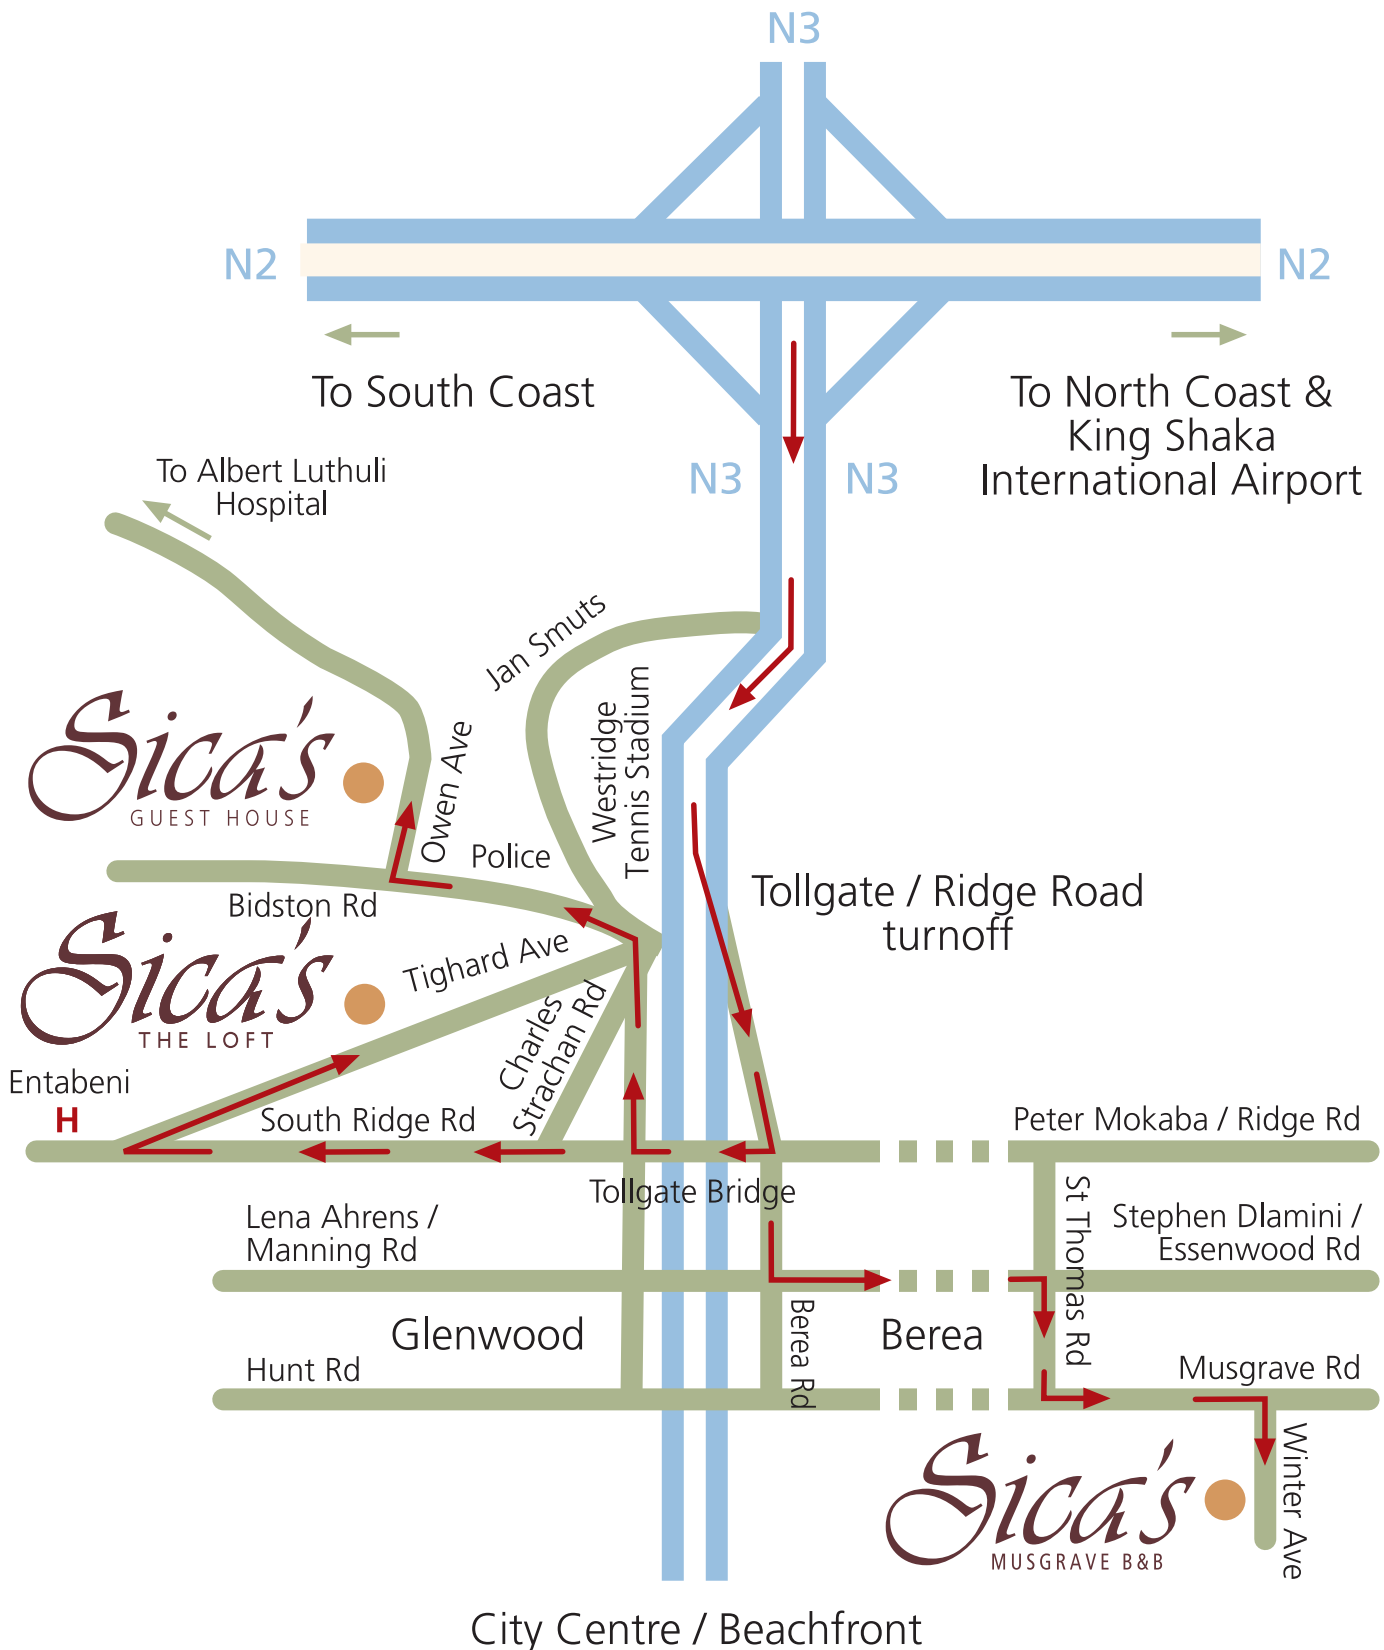 N3
N2
N2
To South Coast
To North Coast &
King Shaka
International Airport
To Albert Luthuli
Hospital
N3
N3
Jan Smuts
Westridge
Tennis Stadium
Sica's
GUEST HOUSE
Owen Ave
Police
Bidston Rd
Tollgate / Ridge Road
turnoff
Sica's
THE LOFT
Tighard Ave
Charles
Strachan Rd
Entabeni
H
South Ridge Rd
Peter Mokaba / Ridge Rd
Tollgate Bridge
Lena Ahrens /
Manning Rd
St Thomas Rd
Stephen Dlamini /
Essenwood Rd
Glenwood
Berea Rd
Berea
Hunt Rd
Musgrave Rd
Sica's
MUSGRAVE B&B
Winter Ave
City Centre / Beachfront